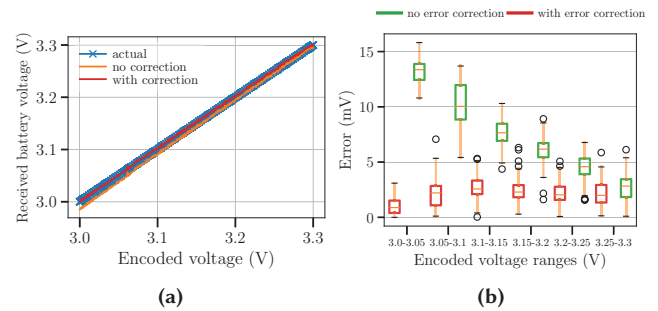 no error correction
with error correction
Received battery voltage (V)
3.3
3.2
3.1
3.0
actual
no correction
with correction
3.0
3.1
3.2
3.3
Encoded voltage (V)
(a)
Error (mV)
15
10
5
0
3.0-3.05
3.05-3.1
3.1-3.15
3.15-3.2
3.2-3.25
3.25-3.3
Encoded voltage ranges (V)
(b)